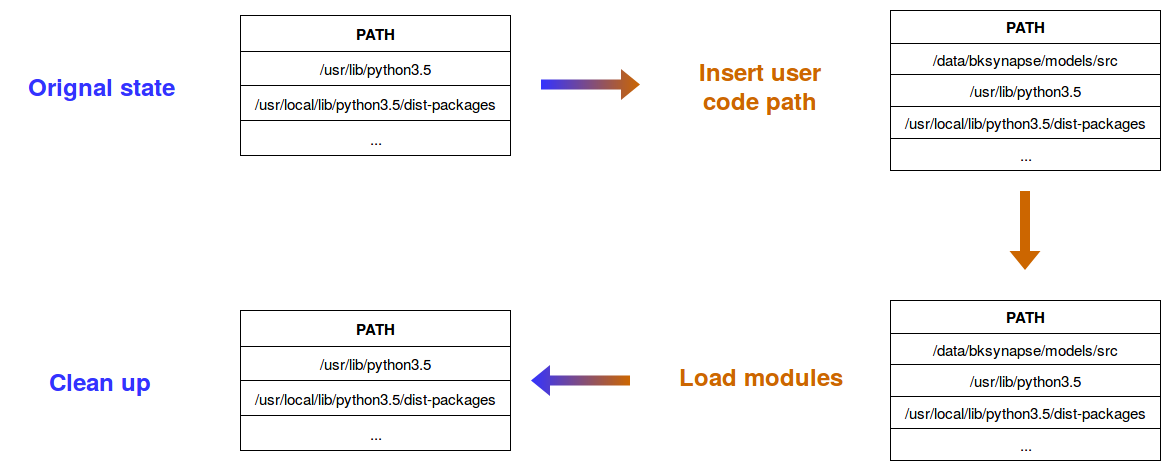 Orignal state
PATH
/usr/lib/python3.5
/usr/local/lib/python3.5/dist-packages
...
Insert user
code path
PATH
/data/bksynapse/models/src
/usr/lib/python3.5
/usr/local/lib/python3.5/dist-packages
...
Clean up
PATH
/usr/lib/python3.5
/usr/local/lib/python3.5/dist-packages
...
Load modules
PATH
/data/bksynapse/models/src
/usr/lib/python3.5
/usr/local/lib/python3.5/dist-packages
...